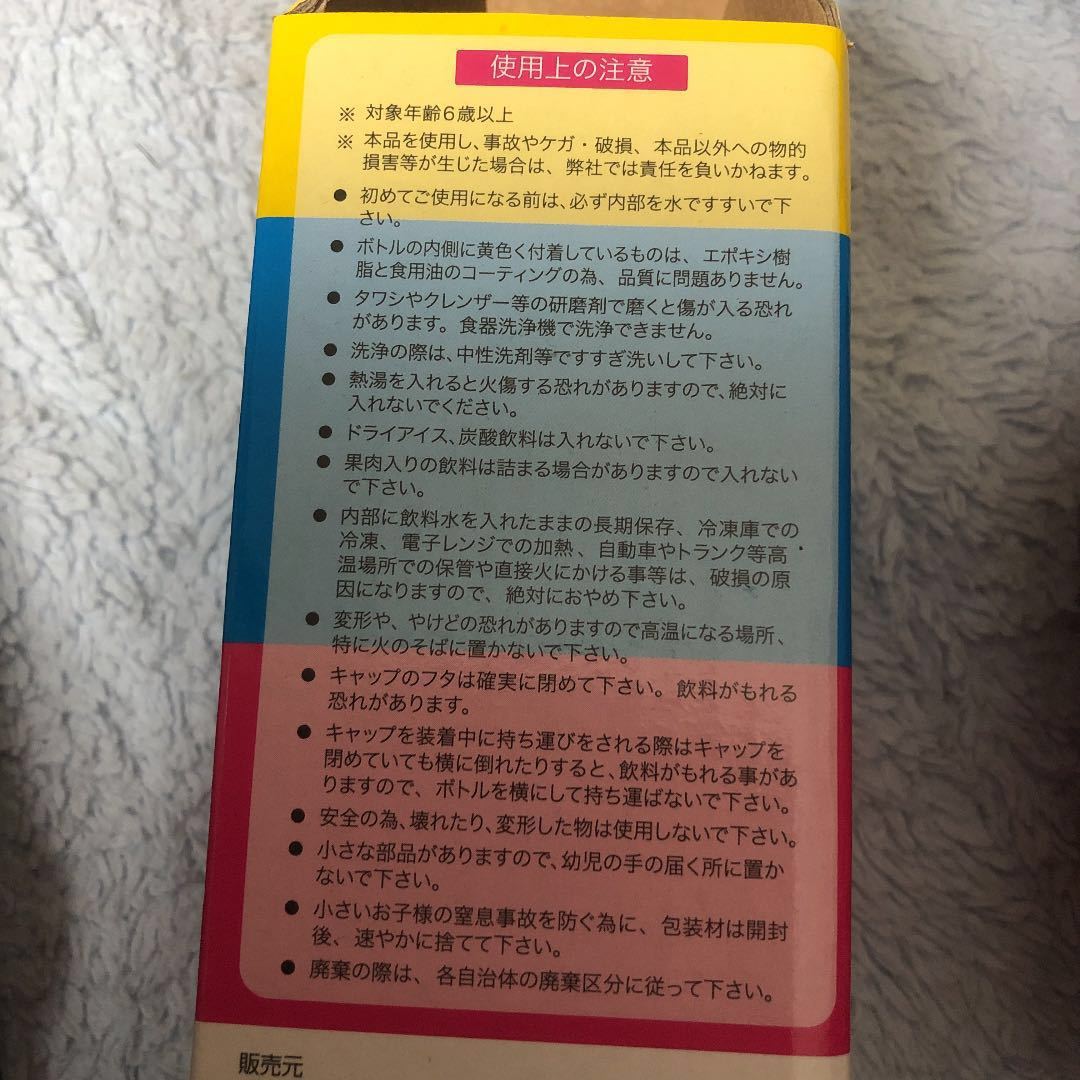 使用上の注意
※ 対象年齢6歳以上
※ 本品を使用し、事故やケガ・破損、本品以外への物的
損害等が生じた場合は、弊社では責任を負いかねます。
● 初めてご使用になる前は、必ず内部を水ですすいで下
さい。
● ボトルの内側に黄色く付着しているものは、エポキシ樹
脂と食用油のコーティングの為、品質に問題ありません。
● タワシやクレンザー等の研磨剤で磨くと傷が入る恐れ
があります。食器洗浄機で洗浄できません。
● 洗浄の際は、中性洗剤等ですすぎ洗いして下さい。
● 熱湯を入れると火傷する恐れがありますので、絶対に
入れないでください。
● ドライアイス、炭酸飲料は入れないで下さい。
● 果肉入りの飲料は詰まる場合がありますので入れない
で下さい。
● 内部に飲料水を入れたままの長期保存、冷凍庫での
冷凍、電子レンジでの加熱、自動車やトランク等高
温場所での保管や直接火にかける事等は、破損の原
因になりますので、絶対におやめ下さい。
● 変形や、やけどの恐れがありますので高温になる場所、
特に火のそばに置かないで下さい。
● キャップのフタは確実に閉めて下さい。飲料がもれる
恐れがあります。
● キャップを装着中に持ち運びをされる際はキャップを
閉めていても横に倒れたりすると、飲料がもれる事があ
りますので、ボトルを横にして持ち運ばないで下さい。
● 安全の為、壊れたり、変形した物は使用しないで下さい。
● 小さな部品がありますので、幼児の手の届く所に置か
ないで下さい。
● 小さいお子様の窒息事故を防ぐ為に、包装材は開封
後、速やかに捨てて下さい。
● 廃棄の際は、各自治体の廃棄区分に従って下さい。
販売元